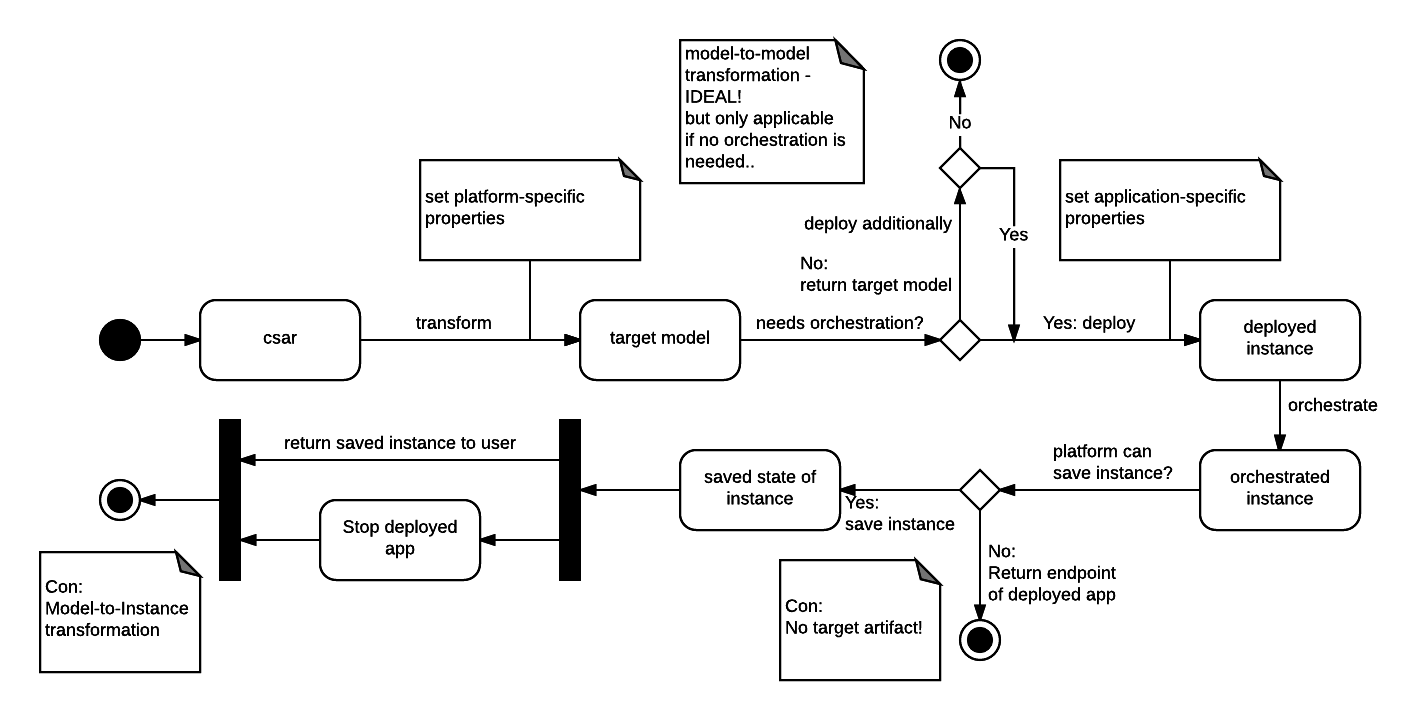 model-to-model
transformation -
IDEAL!
but only applicable
if no orchestration is
needed..
No
set platform-specific
properties
deploy additionally
Yes
set application-specific
properties
No:
return target model
csar
transform
target model
needs orchestration?
Yes: deploy
deployed
instance
orchestrate
return saved instance to user
saved state of
instance
platform can
save instance?
orchestrated
instance
Yes:
save instance
Stop deployed
app
No:
Return endpoint
of deployed app
Con:
Model-to-Instance
transformation
Con:
No target artifact!